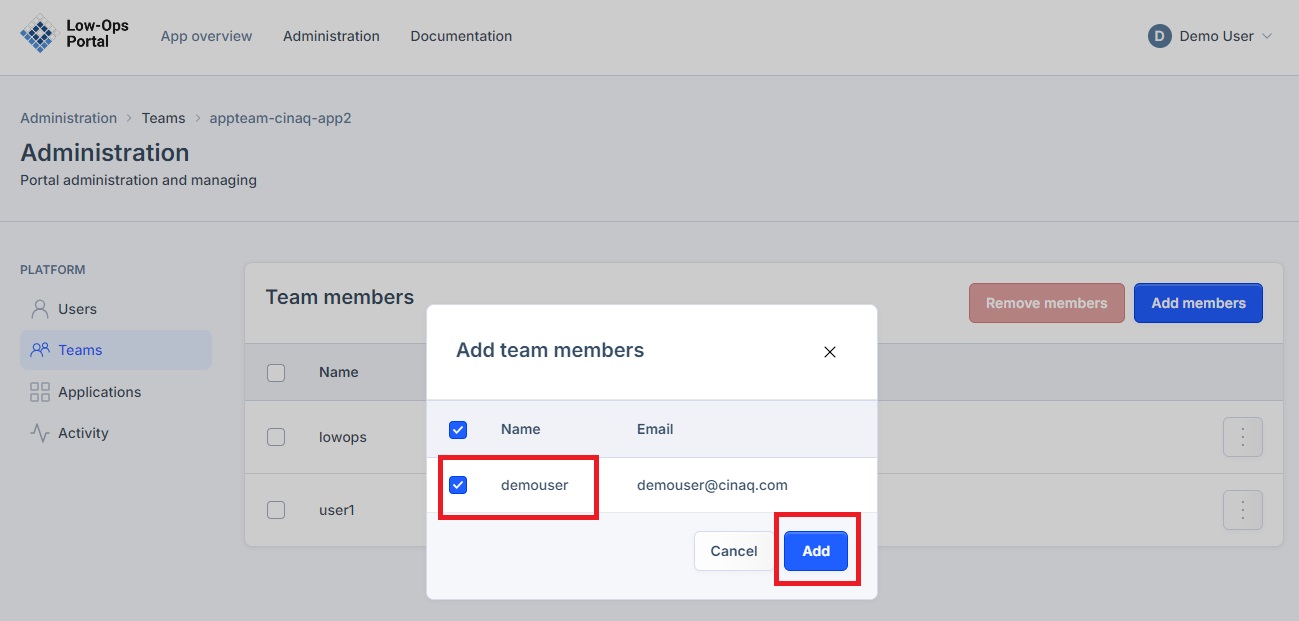 Low-Ops
Portal
App overview
Administration
Documentation
D
Demo User
Administration > Teams > appteam-cinaq-app2
Administration
Portal administration and managing
PLATFORM
Users
Teams
Applications
Activity
Team members
Remove members
Add members
Name
lowops
user1
Add team members
Name
Email
demouser
demouser@cinaq.com
Cancel
Add